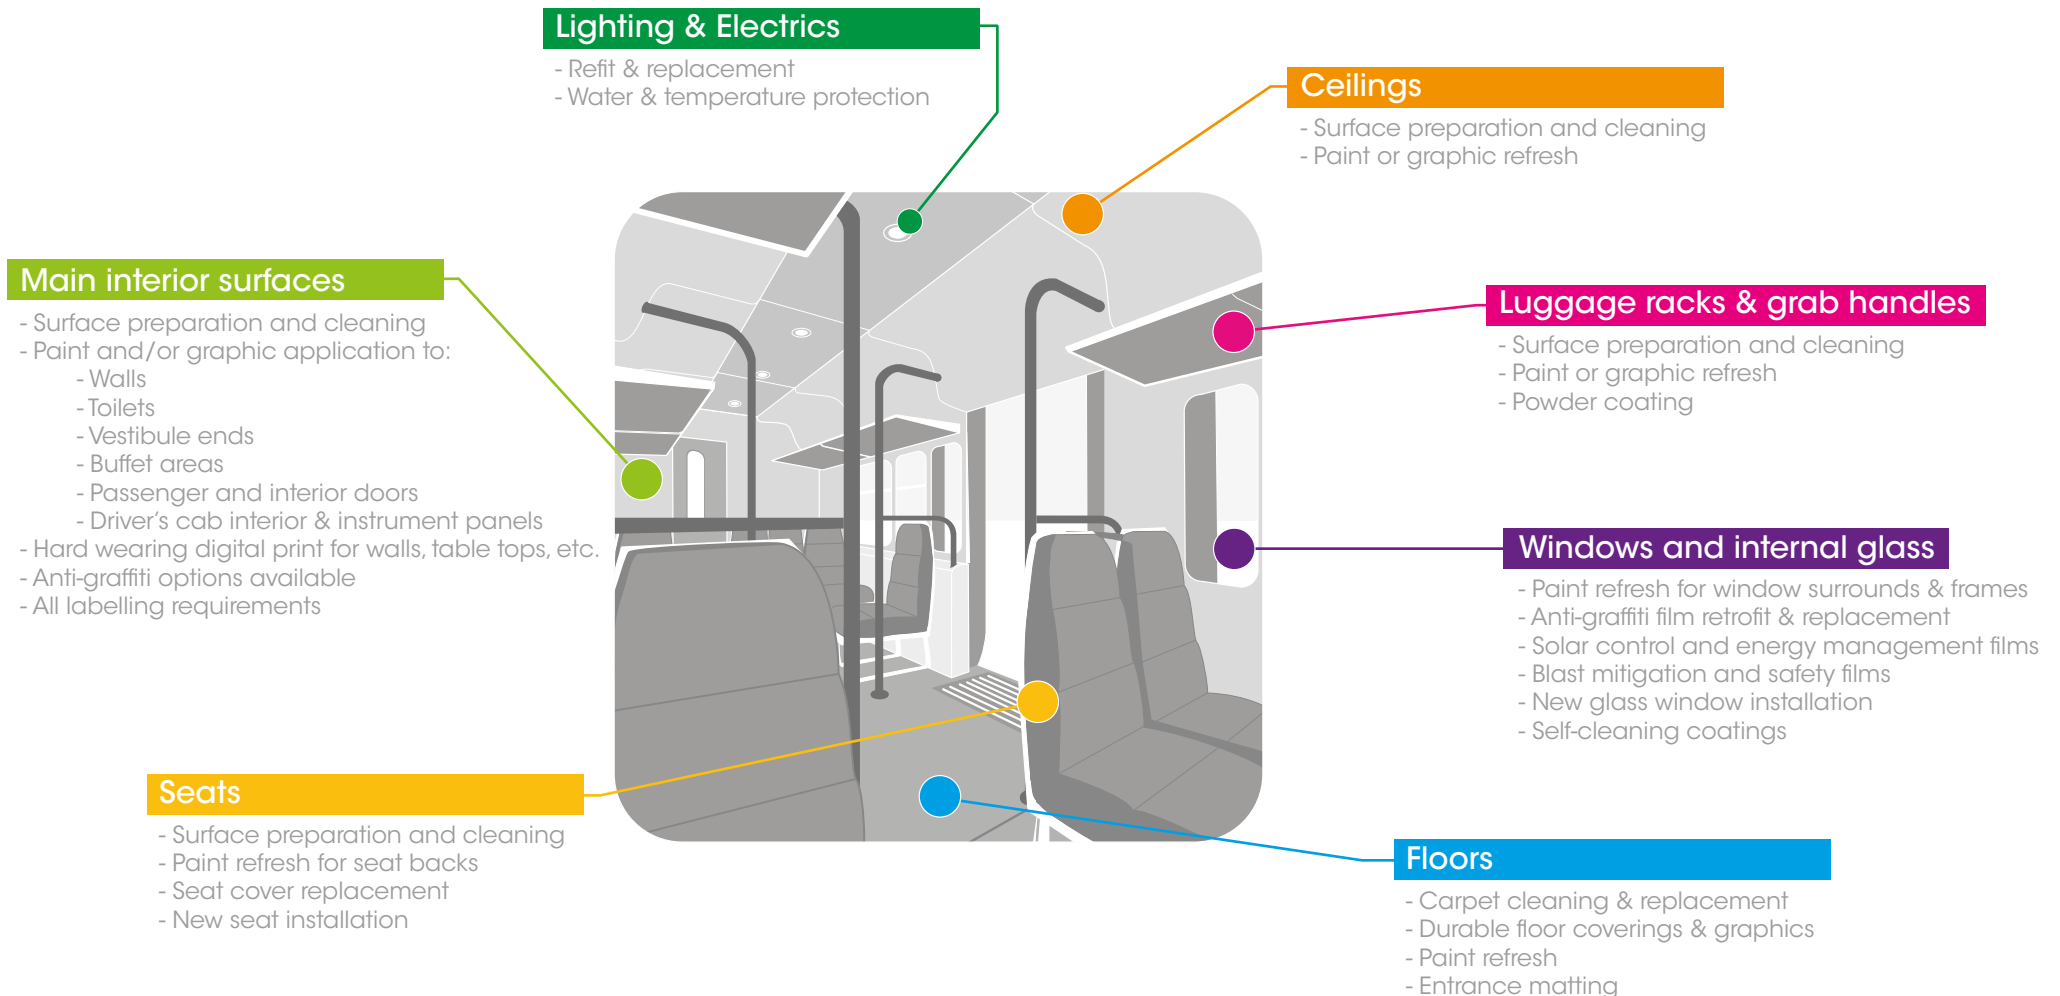 Lighting & Electrics
- Refit & replacement
- Water & temperature protection
Ceilings
- Surface preparation and cleaning
- Paint or graphic refresh
Main interior surfaces
- Surface preparation and cleaning
- Paint and/or graphic application to:
- Walls
- Toilets
- Vestibule ends
- Buffet areas
- Passenger and interior doors
- Driver's cab interior & instrument panels
- Hard wearing digital print for walls, table tops, etc.
- Anti-graffiti options available
- All labelling requirements
Luggage racks & grab handles
- Surface preparation and cleaning
- Paint or graphic refresh
- Powder coating
Windows and internal glass
- Paint refresh for window surrounds & frames
- Anti-graffiti film retrofit & replacement
- Solar control and energy management films
- Blast mitigation and safety films
- New glass window installation
- Self-cleaning coatings
Seats
- Surface preparation and cleaning
- Paint refresh for seat backs
- Seat cover replacement
- New seat installation
Floors
- Carpet cleaning & replacement
- Durable floor coverings & graphics
- Paint refresh
- Entrance matting